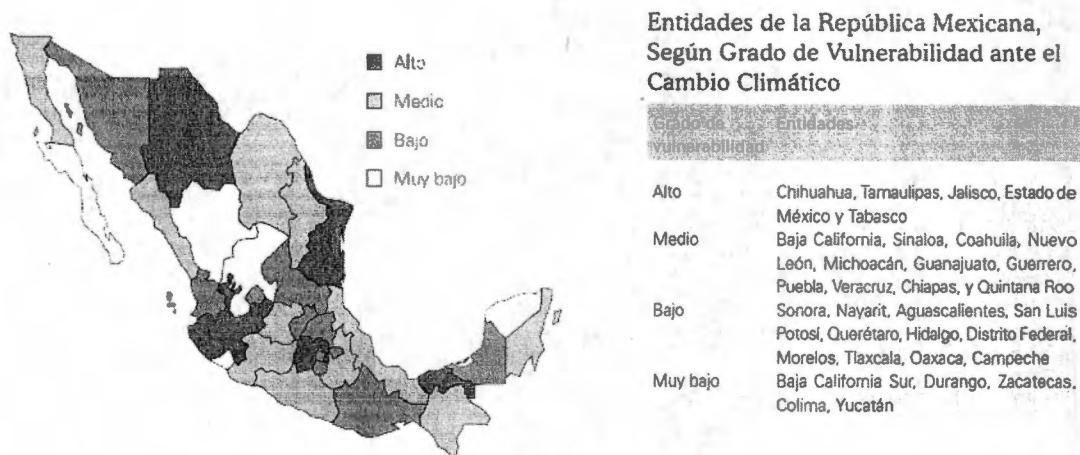 Alto
Medic
Bajo
Muy bajo
Entidades de la República Mexicana,
Según Grado de Vulnerabilidad ante el
Cambio Climático
Grado de Entidades
vulnerabilidad
Alto Chihuahua, Tamaulipas, Jalisco, Estado de
México y Tabasco
Medio Baja California, Sinaloa, Coahuila, Nuevo
León, Michoacán, Guanajuato, Guerrero,
Puebla, Veracruz, Chiapas, y Quintana Roo
Bajo Sonora, Nayarit, Aguascalientes, San Luis
Potosí, Querétaro, Hidalgo, Distrito Federal,
Morelos, Tlaxcala, Oaxaca, Campeche
Muy bajo Baja California Sur, Durango, Zacatecas,
Colima, Yucatán